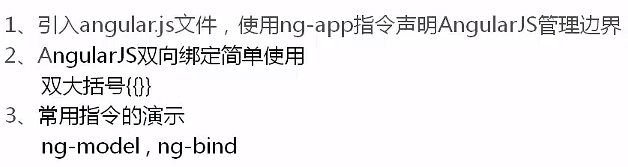 1、引入angular.js文件，使用ng-app指令声明AngularJS管理边界
2、AngularJS双向绑定简单使用
双大括号{{}}
3、常用指令的演示
ng-model , ng-bind